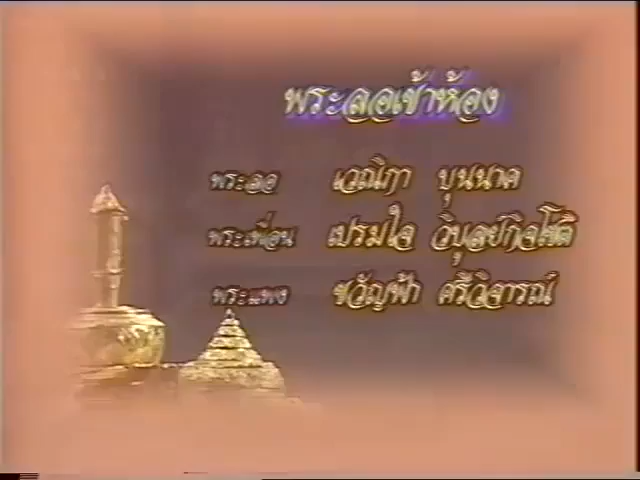 พระลอเข้าห้อง
พระลอ เวณิกา บุนนาค
พระเพื่อน เปรมใจ วิบูลย์กิจโชติ
พระแพง ขวัญฟ้า ศรีวิจารณ์